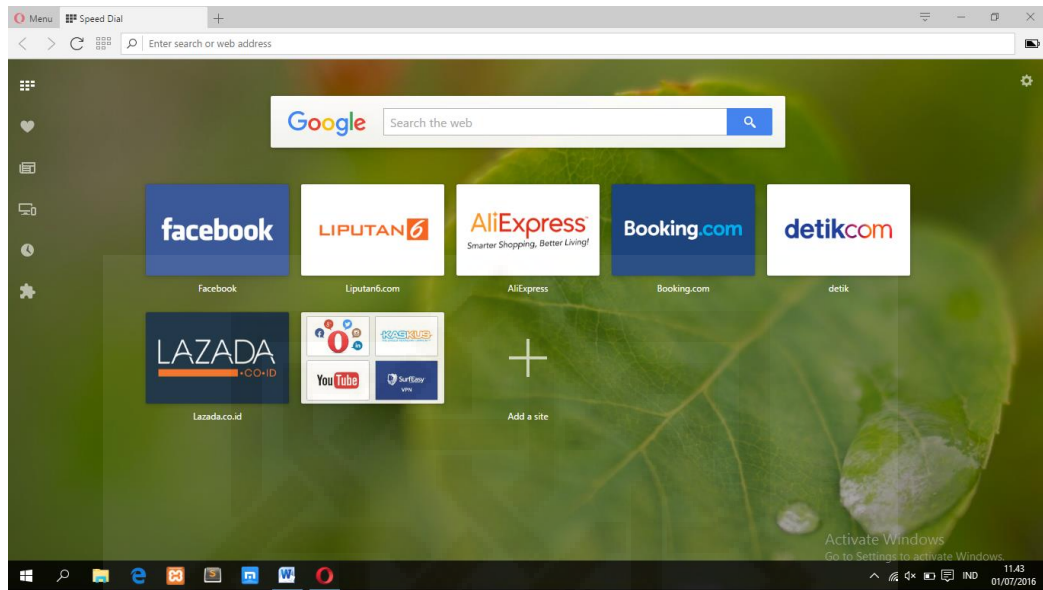 Menu
Speed Dial
Enter search or web address
Google
Search the web
facebook
LIPUTAN 6
AliExpress
Smarter Shopping, Better Living!
Booking.com
detikcom
Facebook
Liputan6.com
AliExpress
Booking.com
detik
LAZADA
.CO.ID
KASKUS
YouTube
SurfEasy
VPN
Lazada.co.id
Add a site
Activate Windows
Go to Settings to activate Windows.
IND
11.43
01/07/2016